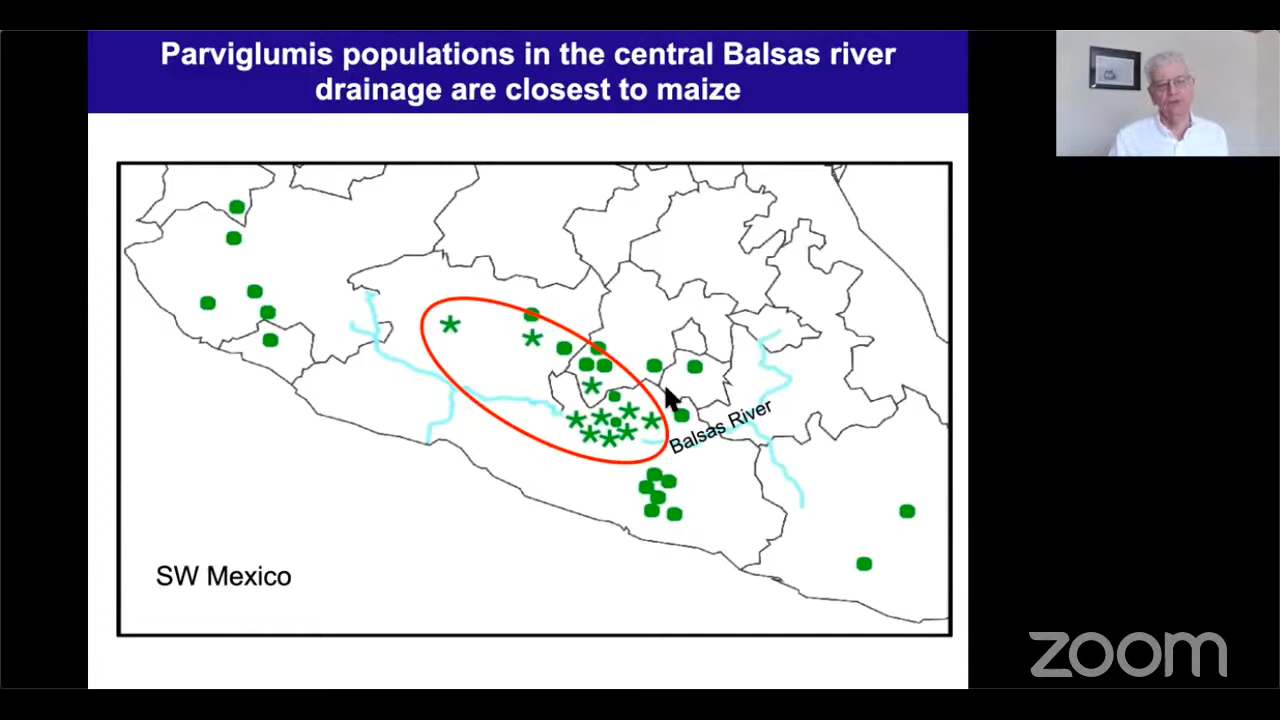 Parviglumis populations in the central Balsas river
drainage are closest to maize
Balsas River
SW Mexico
zoom